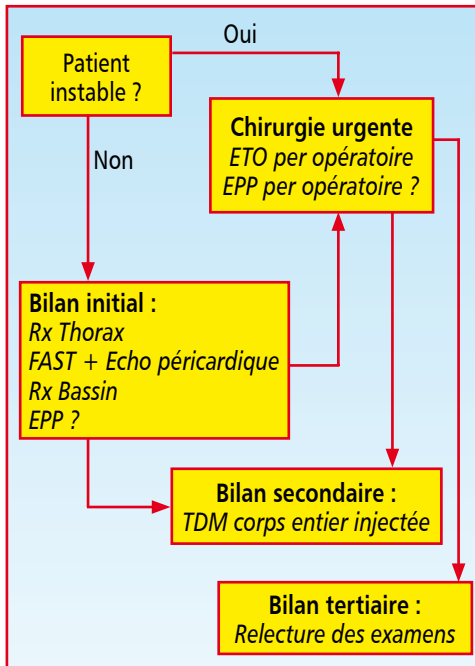 Oui
Patient
instable ?
Non
Chirurgie urgente
ETO per opératoire
EPP per opératoire ?
Bilan initial :
Rx Thorax
FAST + Echo péricardique
Rx Bassin
EPP ?
Bilan secondaire :
TDM corps entier injectée
Bilan tertiaire :
Relecture des examens